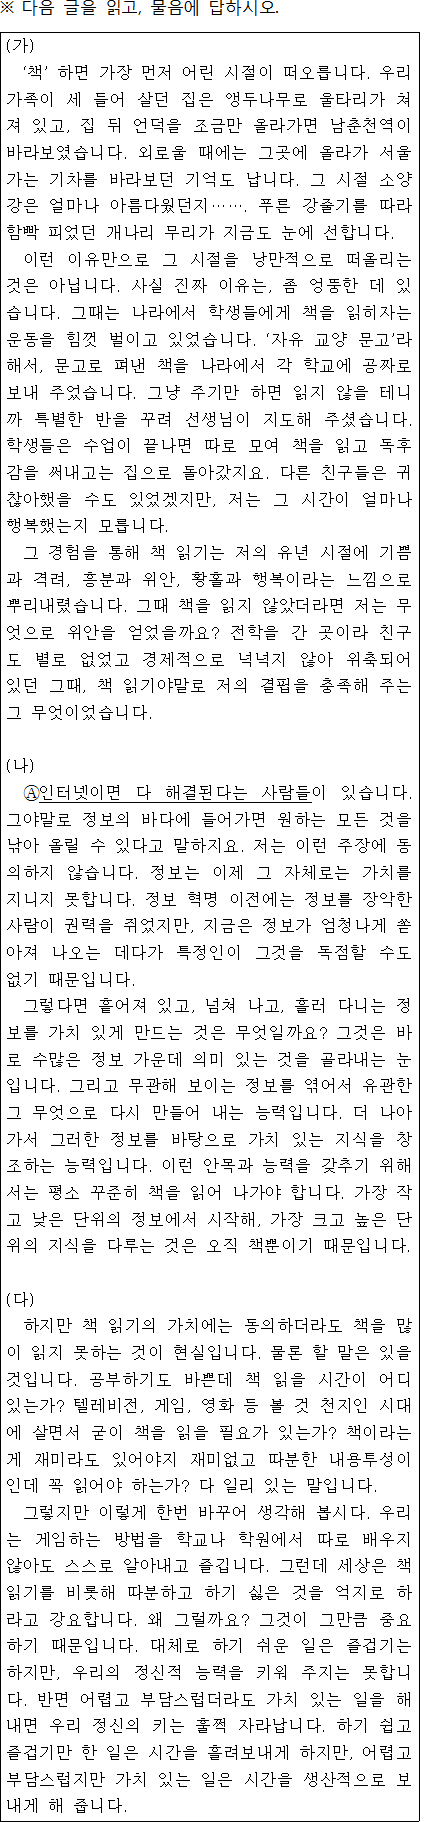 ※ 다음 글을 읽고, 물음에 답하시오.
(가)
‘책’ 하면 가장 먼저 어린 시절이 떠오릅니다. 우리
가족이 세 들어 살던 집은 앵두나무로 울타리가 쳐
져 있고, 집 뒤 언덕을 조금만 올라가면 남춘천역이
바라보였습니다. 외로울 때에는 그곳에 올라가 서울
가는 기차를 바라보던 기억도 납니다. 그 시절 소양
강은 얼마나 아름다웠던지……. 푸른 강줄기를 따라
함빡 피었던 개나리 무리가 지금도 눈에 선합니다.
이런 이유만으로 그 시절을 낭만적으로 떠올리는
것은 아닙니다. 사실 진짜 이유는, 좀 엉뚱한 데 있
습니다. 그때는 나라에서 학생들에게 책을 읽히자는
운동을 힘껏 벌이고 있었습니다. ‘자유 교양 문고’라
해서, 문고로 펴낸 책을 나라에서 각 학교에 공짜로
보내 주었습니다. 그냥 주기만 하면 읽지 않을 테니
까 특별한 반을 꾸려 선생님이 지도해 주셨습니다.
학생들은 수업이 끝나면 따로 모여 책을 읽고 독후
감을 써내고는 집으로 돌아갔지요. 다른 친구들은 귀
찮아했을 수도 있었겠지만, 저는 그 시간이 얼마나
행복했는지 모릅니다.
그 경험을 통해 책 읽기는 저의 유년 시절에 기쁨
과 격려, 흥분과 위안, 황홀과 행복이라는 느낌으로
뿌리내렸습니다. 그때 책을 읽지 않았더라면 저는 무
엇으로 위안을 얻었을까요? 전학을 간 곳이라 친구
도 별로 없었고 경제적으로 넉넉지 않아 위축되어
있던 그때, 책 읽기야말로 저의 결핍을 충족해 주는
그 무엇이었습니다.
(나)
Ⓐ인터넷이면 다 해결된다는 사람들이 있습니다.
그야말로 정보의 바다에 들어가면 원하는 모든 것을
낚아 올릴 수 있다고 말하지요. 저는 이런 주장에 동
의하지 않습니다. 정보는 이제 그 자체로는 가치를
지니지 못합니다. 정보 혁명 이전에는 정보를 장악한
사람이 권력을 쥐었지만, 지금은 정보가 엄청나게 쏟
아져 나오는 데다가 특정인이 그것을 독점할 수도
없기 때문입니다.
그렇다면 흩어져 있고, 넘쳐 나고, 흘러 다니는 정
보를 가치 있게 만드는 것은 무엇일까요? 그것은 바
로 수많은 정보 가운데 의미 있는 것을 골라내는 눈
입니다. 그리고 무관해 보이는 정보를 엮어서 유관한
그 무엇으로 다시 만들어 내는 능력입니다. 더 나아
가서 그러한 정보를 바탕으로 가치 있는 지식을 창
조하는 능력입니다. 이런 안목과 능력을 갖추기 위해
서는 평소 꾸준히 책을 읽어 나가야 합니다. 가장 작
고 낮은 단위의 정보에서 시작해, 가장 크고 높은 단
위의 지식을 다루는 것은 오직 책뿐이기 때문입니다.
(다)
하지만 책 읽기의 가치에는 동의하더라도 책을 많
이 읽지 못하는 것이 현실입니다. 물론 할 말은 있을
것입니다. 공부하기도 바쁜데 책 읽을 시간이 어디
있는가? 텔레비전, 게임, 영화 등 볼 것 천지인 시대
에 살면서 굳이 책을 읽을 필요가 있는가? 책이라는
게 재미라도 있어야지 재미없고 따분한 내용투성이
인데 꼭 읽어야 하는가? 다 일리 있는 말입니다.
그렇지만 이렇게 한번 바꾸어 생각해 봅시다. 우리
는 게임하는 방법을 학교나 학원에서 따로 배우지
않아도 스스로 알아내고 즐깁니다. 그런데 세상은 책
읽기를 비롯해 따분하고 하기 싫은 것을 억지로 하
라고 강요합니다. 왜 그럴까요? 그것이 그만큼 중요
하기 때문입니다. 대체로 하기 쉬운 일은 즐겁기는
하지만, 우리의 정신적 능력을 키워 주지는 못합니
다. 반면 어렵고 부담스럽더라도 가치 있는 일을 해
내면 우리 정신의 키는 훌쩍 자라납니다. 하기 쉽고
즐겁기만 한 일은 시간을 흘려보내게 하지만, 어렵고
부담스럽지만 가치 있는 일은 시간을 생산적으로 보
내게 해 줍니다.